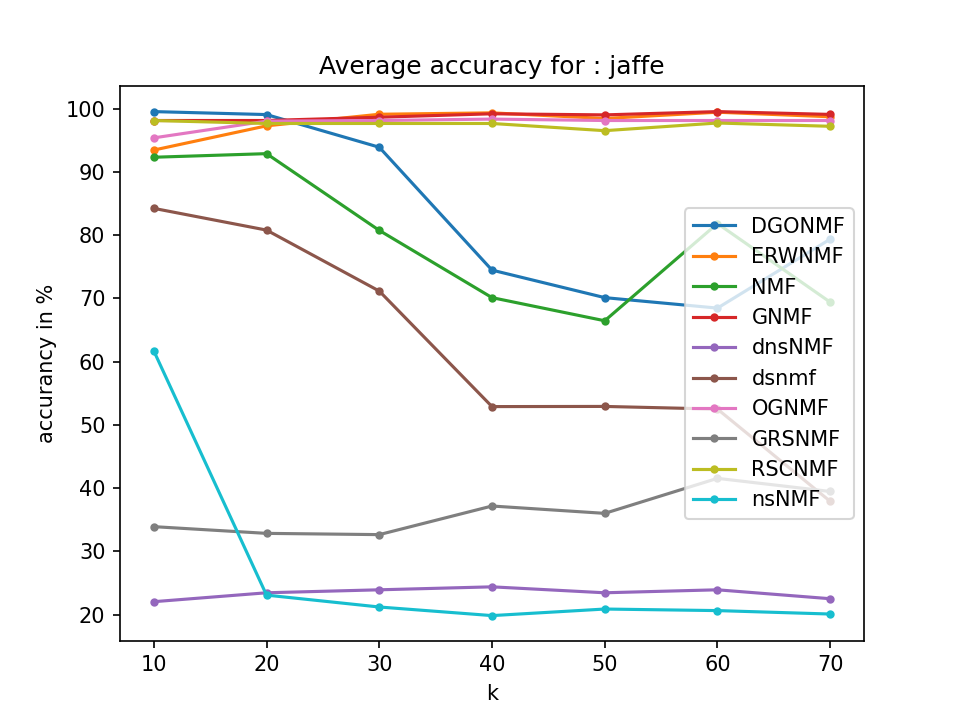 Average accuracy for : jaffe
accurancy in %
100
90
80
70
60
50
40
30
20
10 20 30 40 50 60 70
k
DGONMF
ERWNMF
NMF
GNMF
dnsNMF
dsnmf
OGNMF
GRSNMF
RSCNMF
nsNMF